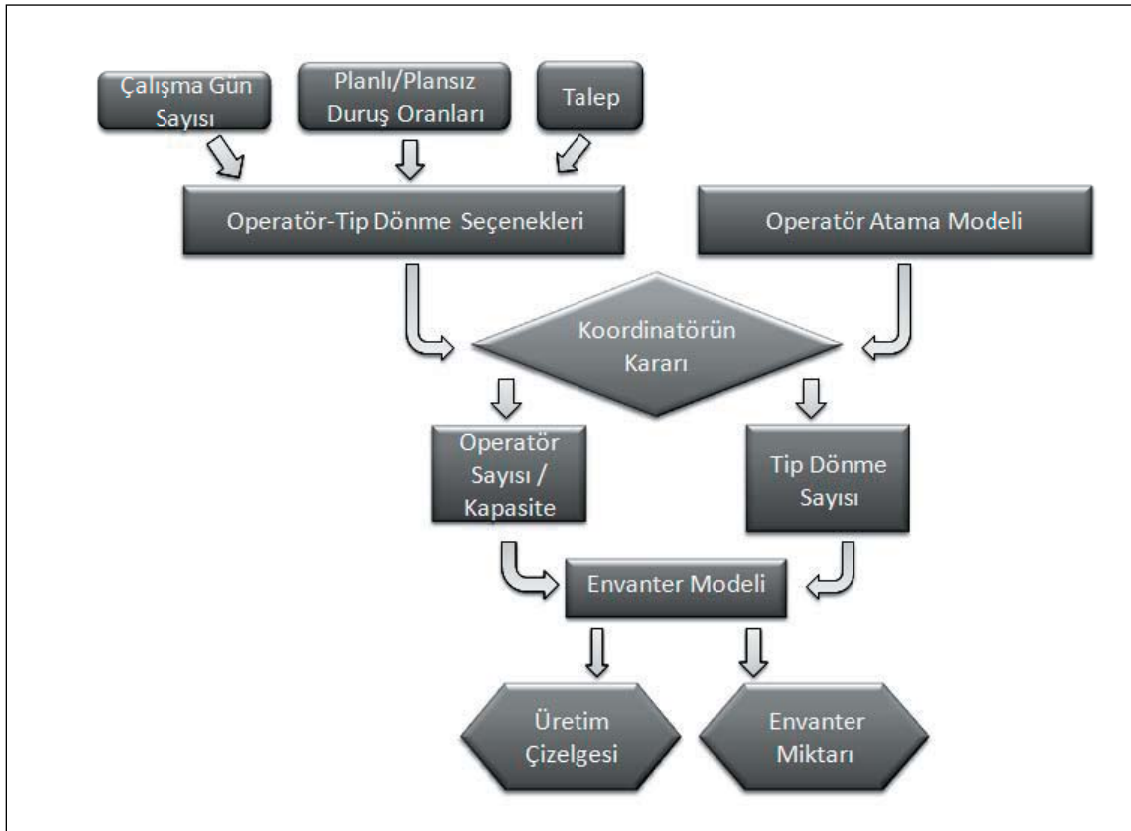 Çalışma Gün
Sayısı
Planlı/Plansız
Duruş Oranları
Talep
Operatör-Tip Dönme Seçenekleri
Operatör Atama Modeli
Koordinatörün
Kararı
Operatör
Sayısı /
Kapasite
Tip Dönme
Sayısı
Envanter Modeli
Üretim
Çizelgesi
Envanter
Miktarı